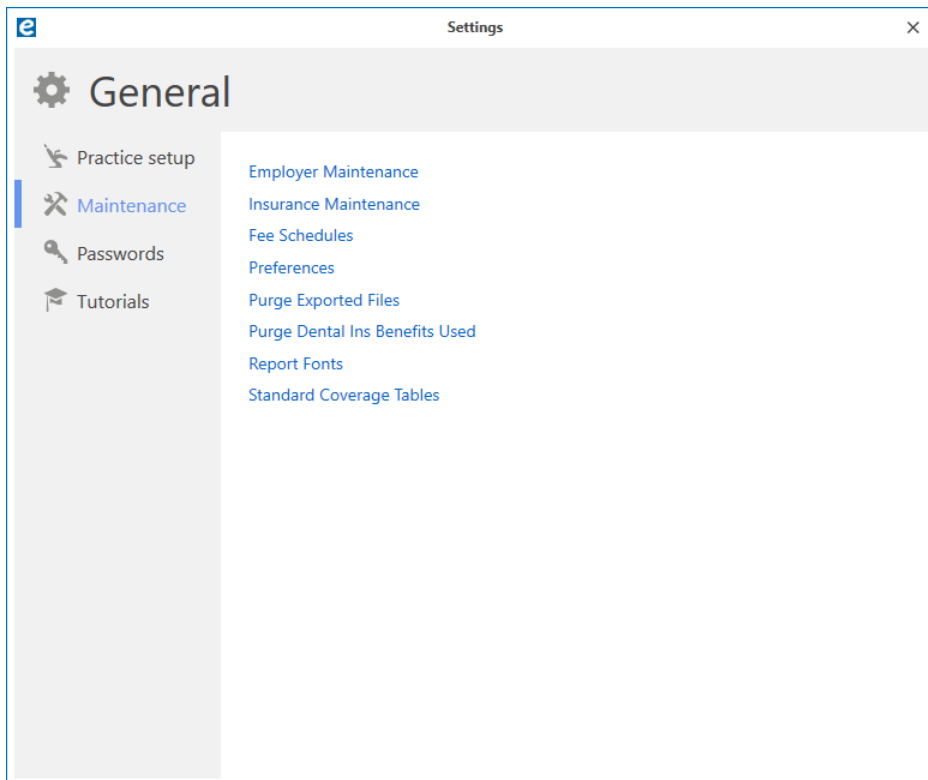 Settings
General
Practice setup
Maintenance
Passwords
Tutorials
Employer Maintenance
Insurance Maintenance
Fee Schedules
Preferences
Purge Exported Files
Purge Dental Ins Benefits Used
Report Fonts
Standard Coverage Tables